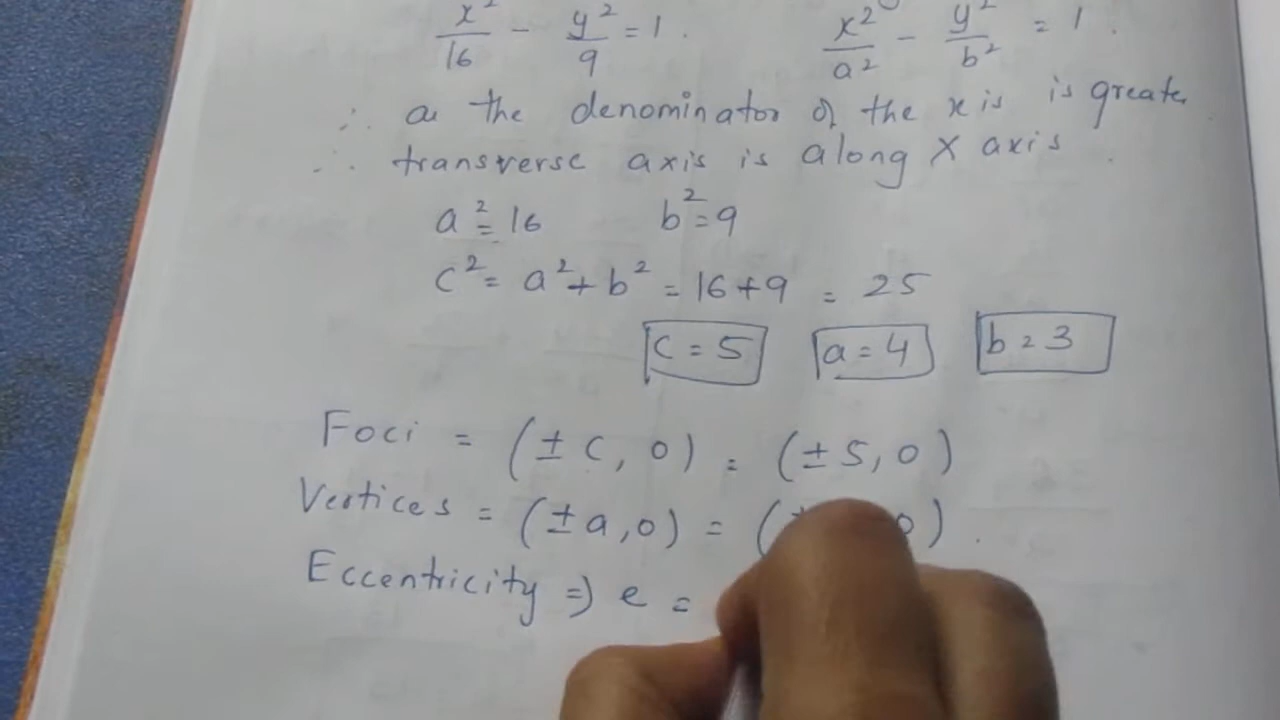 x²/16 - y²/9 = 1. x²/a² - y²/b² = 1.
∴ as the denominator of the x is is greater
∴ transverse axis is along X axis.
a² = 16 b² = 9
c² = a² + b² = 16 + 9 = 25
c = 5 a = 4 b = 3
Foci = (± c, 0) = (± 5, 0)
Vertices = (± a, 0) = (± 0).
Eccentricity => e =